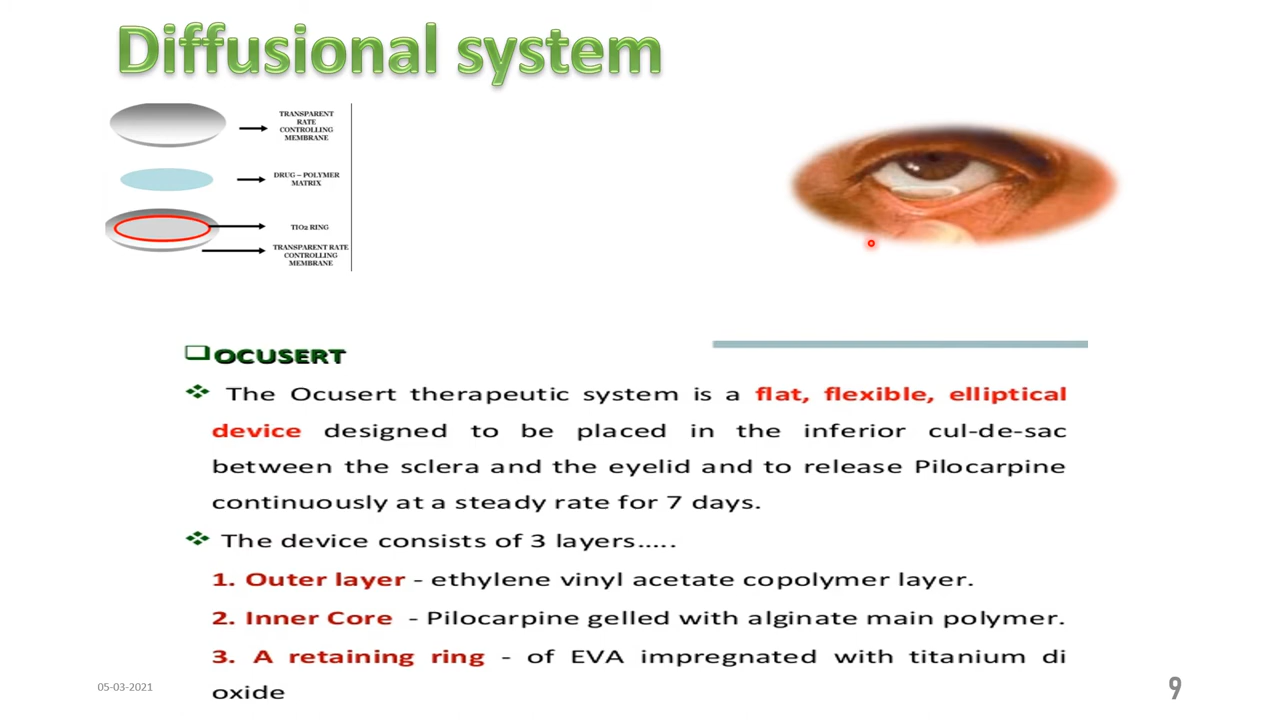 Diffusional system
TRANSPARENT
RATE
CONTROLLING
MEMBRANE
DRUG – POLYMER
MATRIX
TIO2 RING
TRANSPARENT RATE
CONTROLLING
MEMBRANE
OCUSERT
The Ocusert therapeutic system is a flat, flexible, elliptical
device designed to be placed in the inferior cul-de-sac
between the sclera and the eyelid and to release Pilocarpine
continuously at a steady rate for 7 days.
The device consists of 3 layers.....
1. Outer layer - ethylene vinyl acetate copolymer layer.
2. Inner Core - Pilocarpine gelled with alginate main polymer.
3. A retaining ring - of EVA impregnated with titanium di
oxide
05-03-2021
9